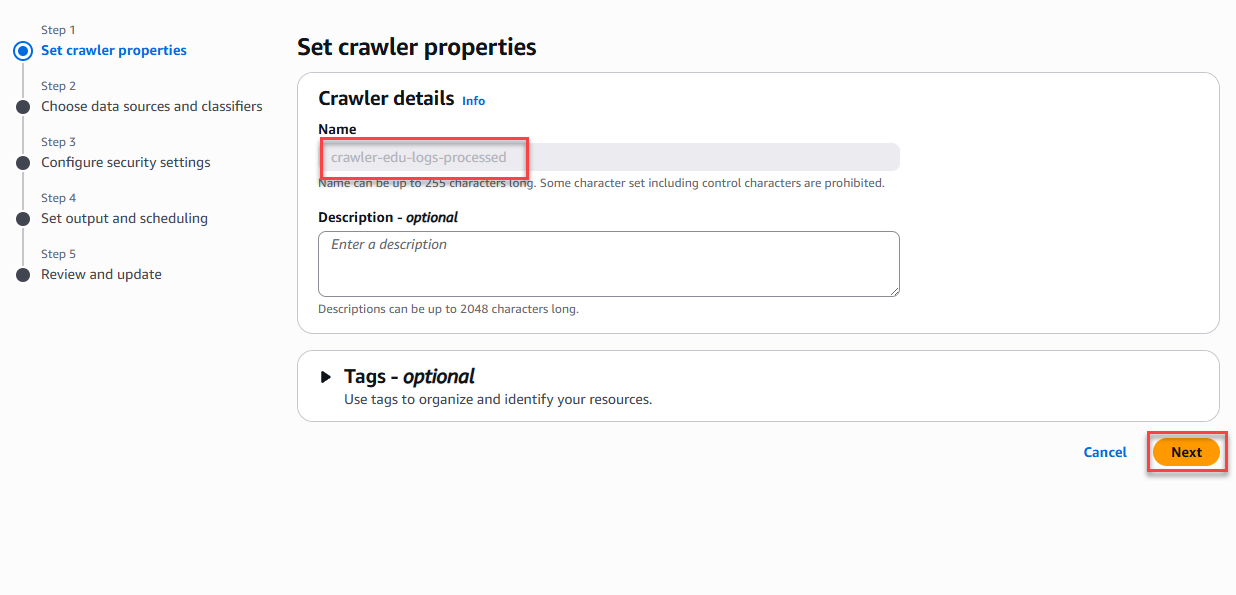 Step 1
Set crawler properties
Step 2
Choose data sources and classifiers
Step 3
Configure security settings
Step 4
Set output and scheduling
Step 5
Review and update
Set crawler properties
Crawler details Info
Name
crawler-edu-logs-processed
Name can be up to 255 characters long. Some character set including control characters are prohibited.
Description - optional
Enter a description
Descriptions can be up to 2048 characters long.
Tags - optional
Use tags to organize and identify your resources.
Cancel Next